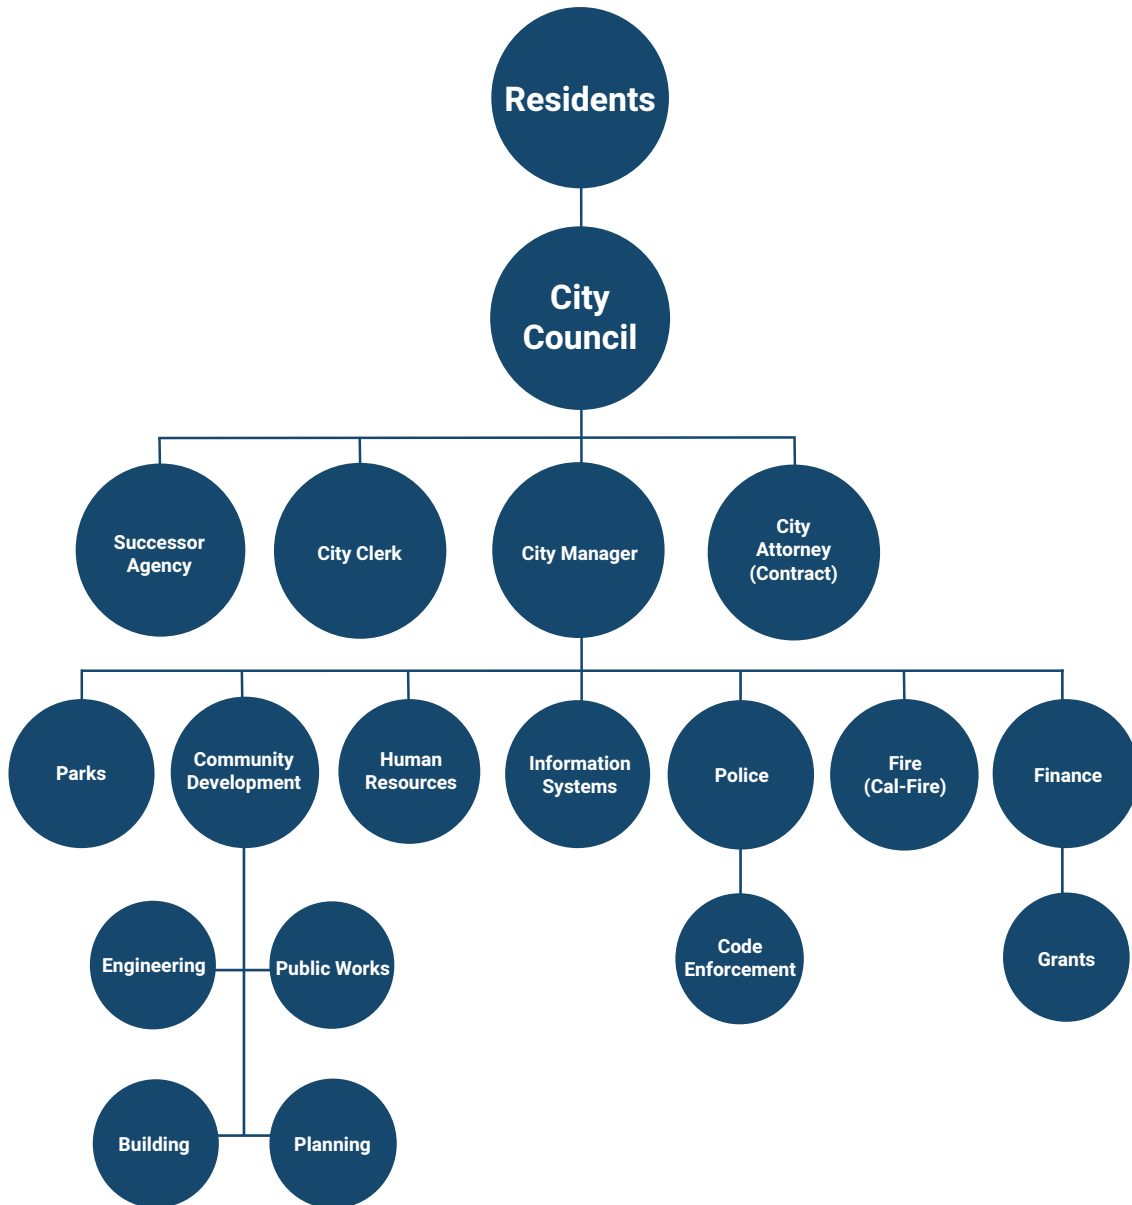 Residents
City
Council
Successor
Agency
City Clerk
City Manager
City
Attorney
(Contract)
Parks
Community
Development
Human
Resources
Information
Systems
Police
Fire
(Cal-Fire)
Finance
Engineering
Public Works
Code
Enforcement
Grants
Building
Planning